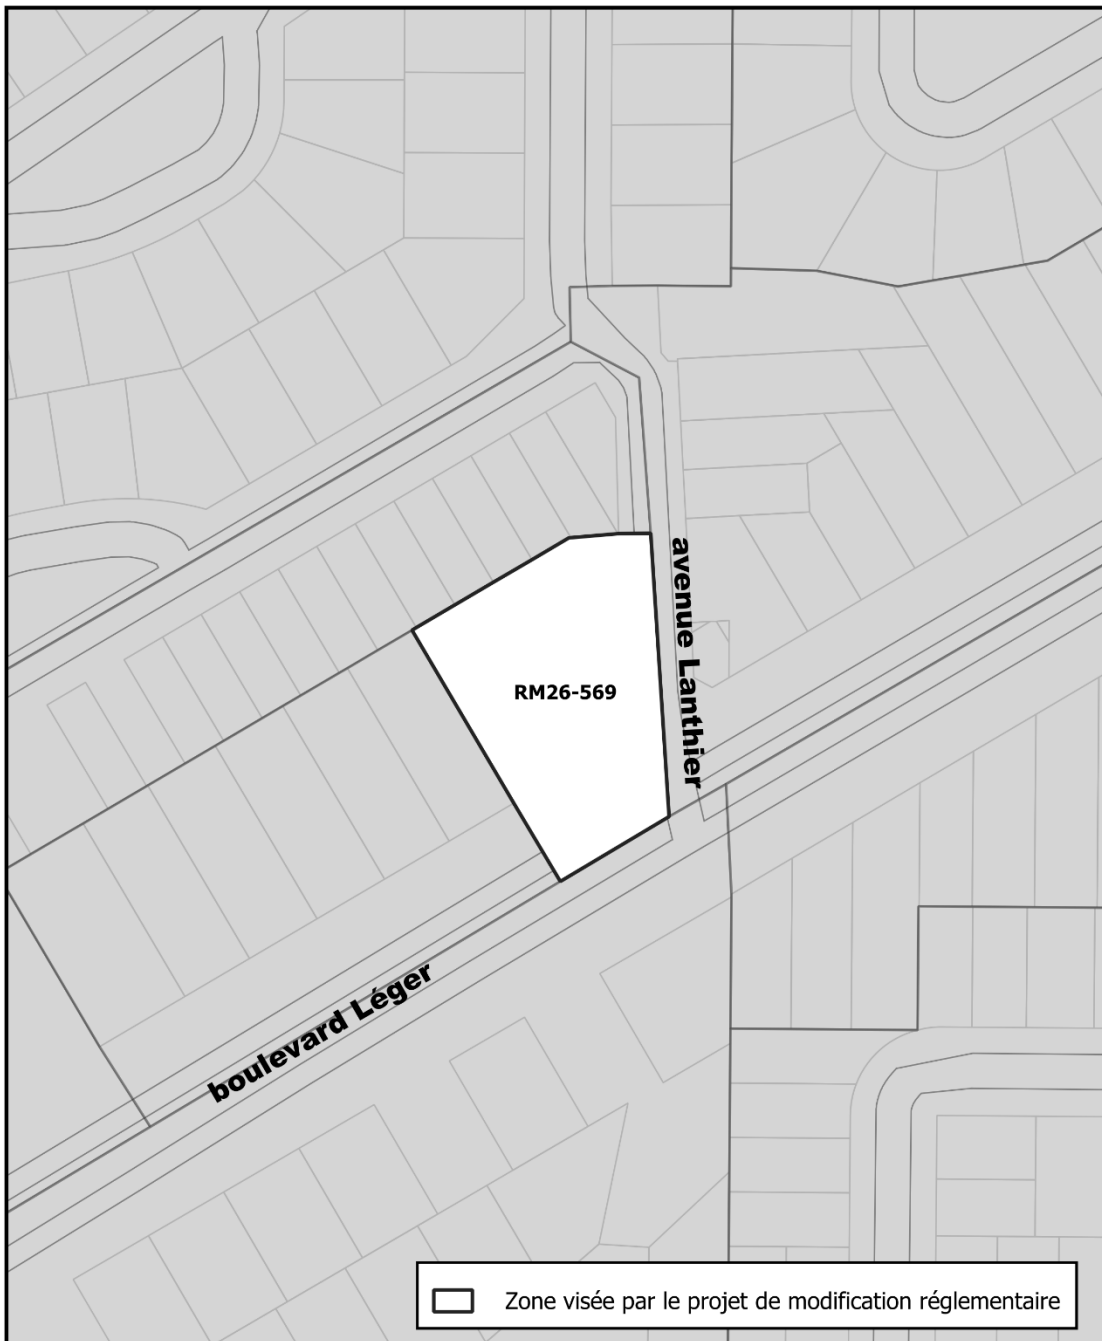 avenue Lanthier
RM26-569
boulevard Léger
Zone visée par le projet de modification réglementaire